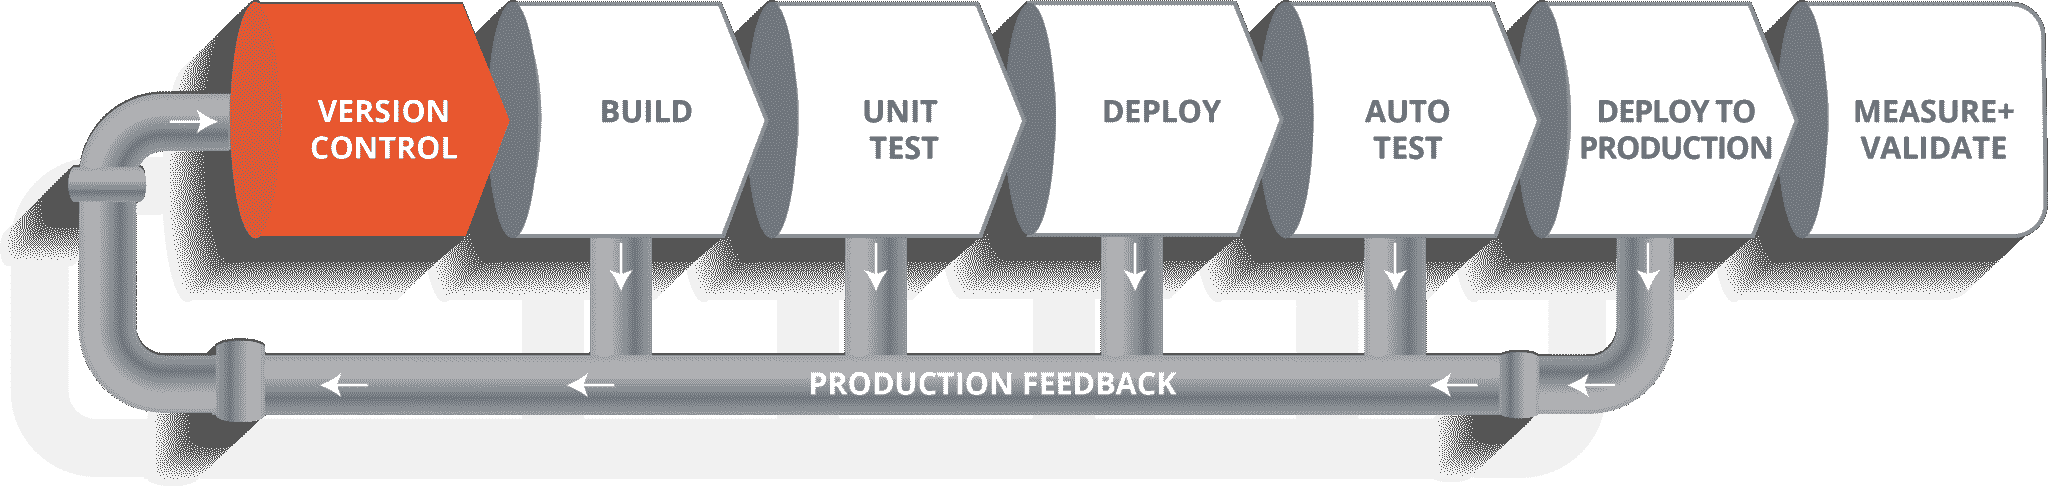 VERSION
CONTROL
BUILD
UNIT
TEST
DEPLOY
AUTO
TEST
DEPLOY TO
PRODUCTION
MEASURE+
VALIDATE
PRODUCTION FEEDBACK